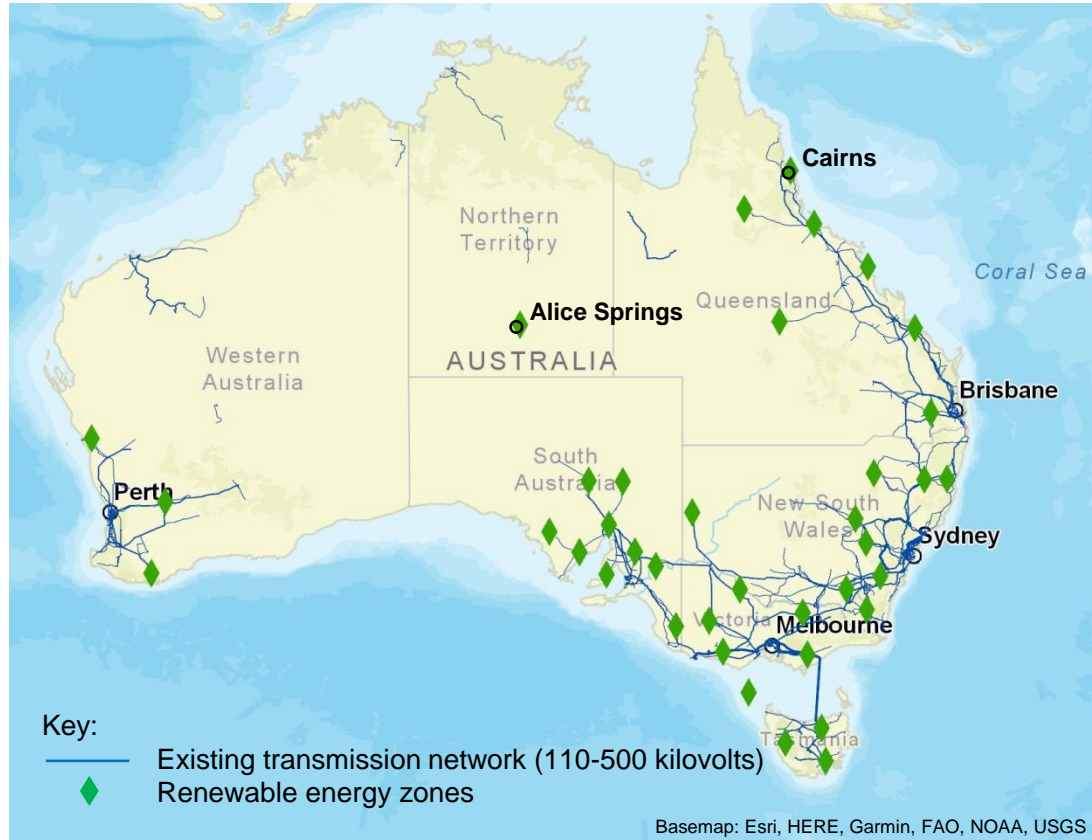 Cairns
Northern
Territory
Coral Sea
Queensland
Alice Springs
AUSTRALIA
Western
Australia
Brisbane
South
Australia
Perth
New South
Wales
Sydney
Victoria
Melbourne
Tasmania
Key:
Existing transmission network (110-500 kilovolts)
Renewable energy zones
Basemap: Esri, HERE, Garmin, FAO, NOAA, USGS